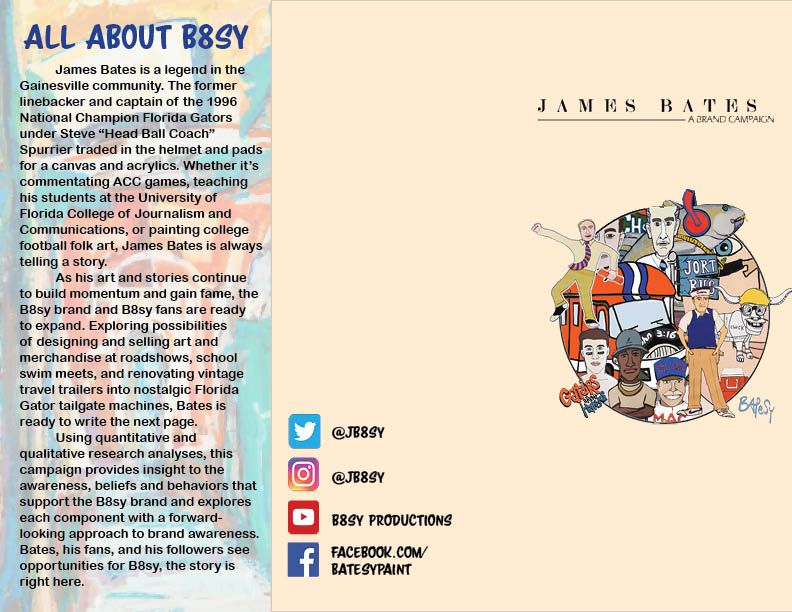 ALL ABOUT B8SY
James Bates is a legend in the
Gainesville community. The former
linebacker and captain of the 1996
National Champion Florida Gators
under Steve “Head Ball Coach”
Spurrier traded in the helmet and pads
for a canvas and acrylics. Whether it’s
commentating ACC games, teaching
his students at the University of
Florida College of Journalism and
Communications, or painting college
football folk art, James Bates is always
telling a story.
As his art and stories continue
to build momentum and gain fame, the
B8sy brand and B8sy fans are ready
to expand. Exploring possibilities
of designing and selling art and
merchandise at roadshows, school
swim meets, and renovating vintage
travel trailers into nostalgic Florida
Gator tailgate machines, Bates is
ready to write the next page.
Using quantitative and
qualitative research analyses, this
campaign provides insight to the
awareness, beliefs and behaviors that
support the B8sy brand and explores
each component with a forward-
looking approach to brand awareness.
Bates, his fans, and his followers see
opportunities for B8sy, the story is
right here.
@JB8SY
@JB8SY
B8SY PRODUCTIONS
FACEBOOK.COM/
BATESYPAINT
JAMES BATES
A BRAND CAMPAIGN
JORT
3:16
Gators
BAteSy